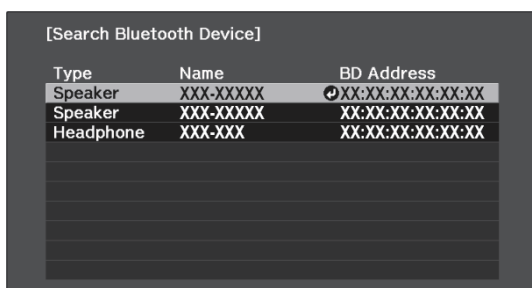 [Search Bluetooth Device]
Type Name BD Address
Speaker XXX-XXXXX XX:XX:XX:XX:XX:XX
Speaker XXX-XXXXX XX:XX:XX:XX:XX:XX
Headphone XXX-XXX XX:XX:XX:XX:XX:XX